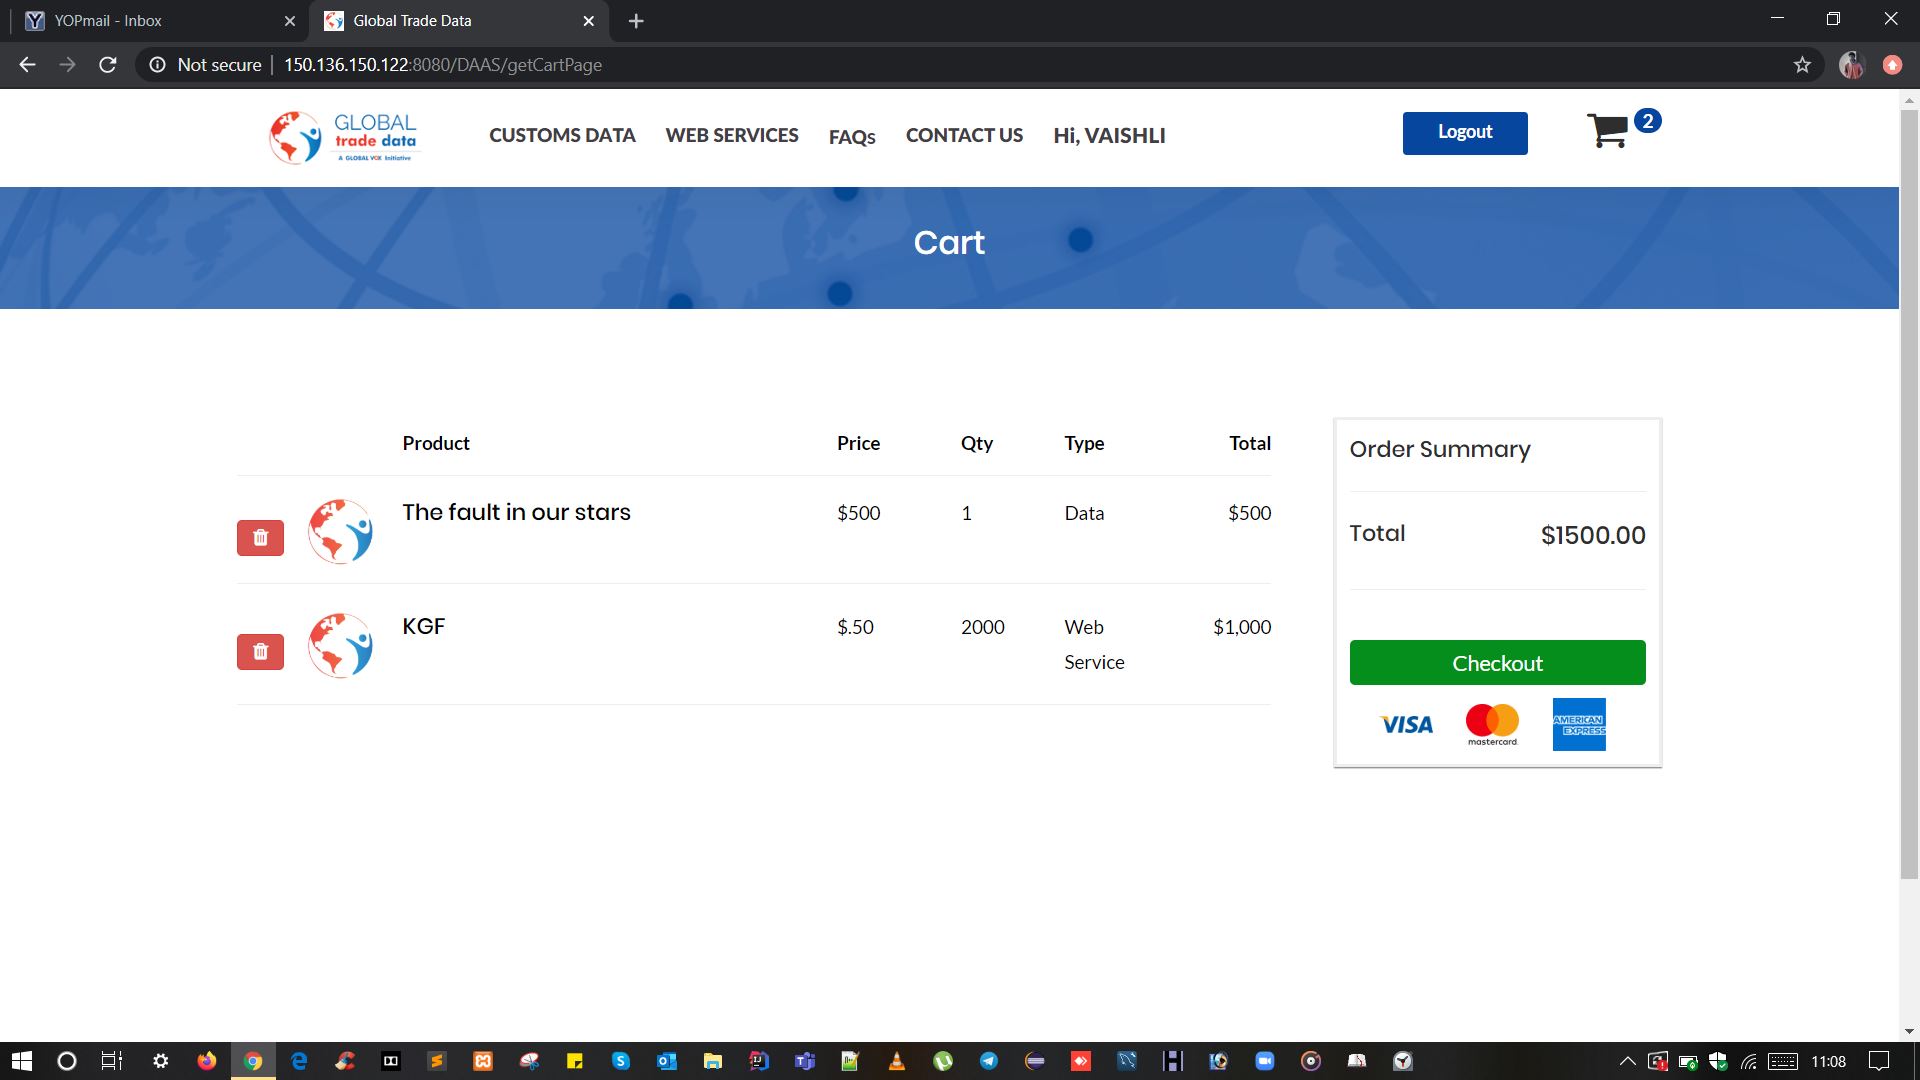 YOPmail - Inbox
Global Trade Data
Not secure
150.136.150.122:8080/DAAS/getCartPage
GLOBAL
trade data
A GLOBAL VOX Initiative
CUSTOMS DATA WEB SERVICES FAQs CONTACT US Hi, VAISHLI
Logout
2
Cart
Product Price Qty Type Total
The fault in our stars $500 1 Data $500
KGF $.50 2000 Web $1,000
Service
Order Summary
Total $1500.00
Checkout
VISA
mastercard
AMERICAN
EXPRESS
11:08